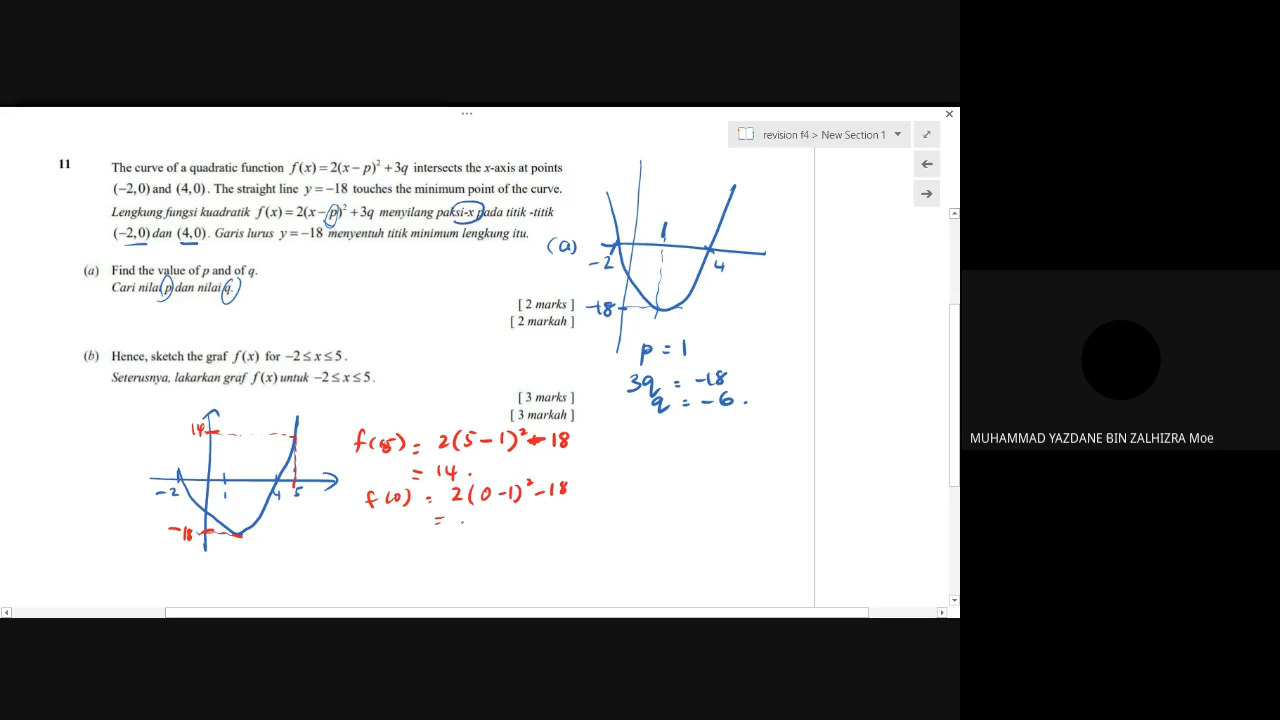 revision f4 > New Section 1
11 The curve of a quadratic function f(x) = 2(x − p)² + 3q intersects the x-axis at points
(−2,0) and (4,0). The straight line y = −18 touches the minimum point of the curve.
Lengkung fungsi kuadratik f(x) = 2(x − p)² + 3q menyilang paksi-x pada titik -titik
(−2,0) dan (4,0). Garis lurus y = −18 menyentuh titik minimum lengkung itu.
(a) Find the value of p and of q.
Cari nilai p dan nilai q.
[ 2 marks ]
[ 2 markah ]
(b) Hence, sketch the graf f(x) for −2 ≤ x ≤ 5.
Seterusnya, lakarkan graf f(x) untuk −2 ≤ x ≤ 5.
[ 3 marks ]
[ 3 markah ]
(a)
1
−2
4
−18
p = 1
3q = −18
q = −6.
14
−2
1
4
5
−18
f(5) = 2(5 − 1)² − 18
= 14.
f(0) = 2(0 − 1)² − 18
=
MUHAMMAD YAZDANE BIN ZALHIZRA Moe